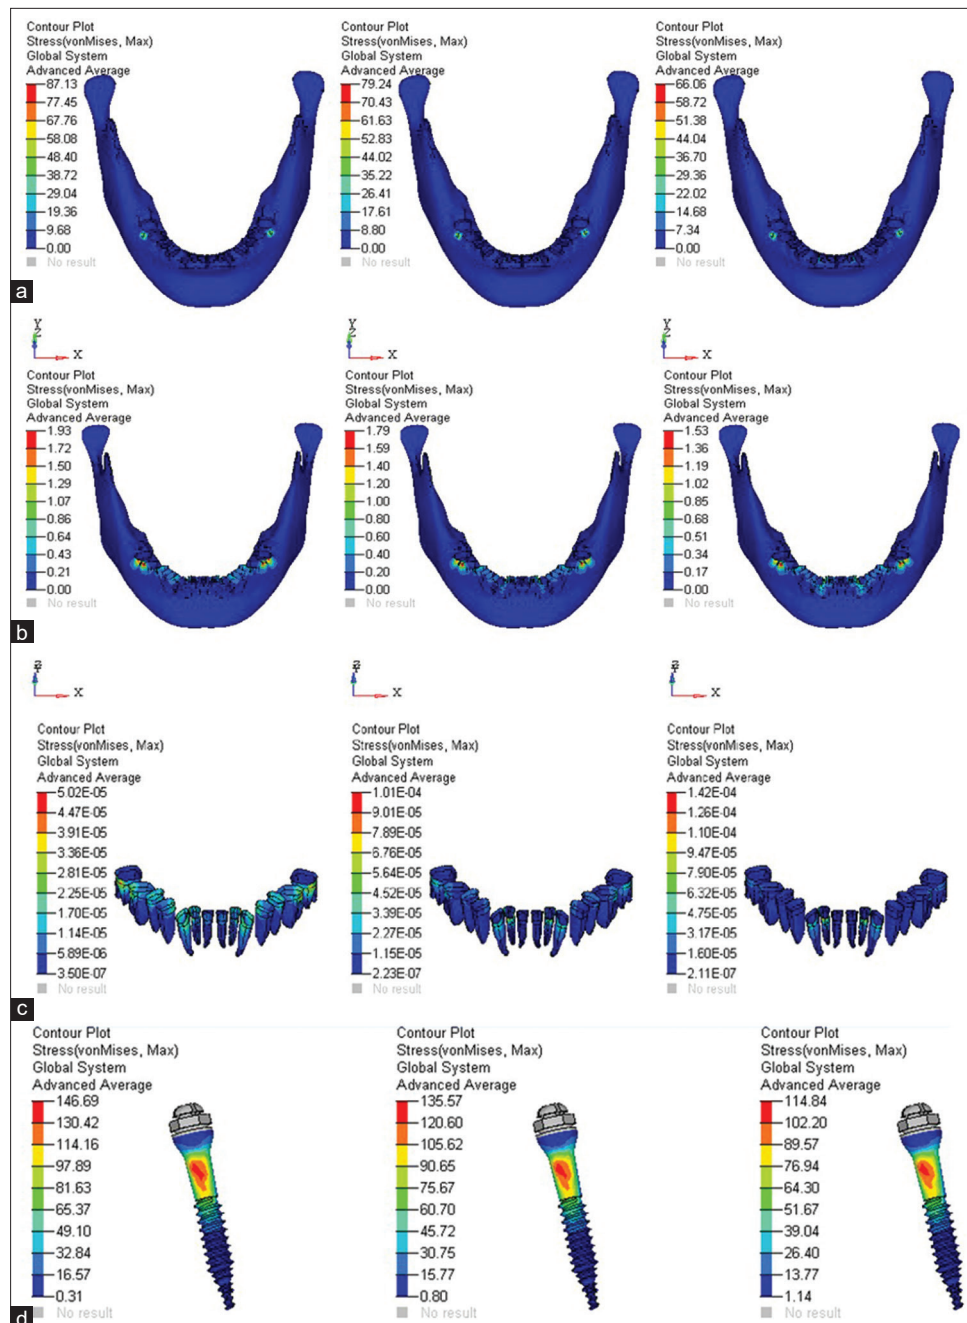 Contour Plot
Stress(vonMises, Max)
Global System
Advanced Average
87.13
77.45
67.76
58.08
48.40
38.72
29.04
19.36
9.68
0.00
No result
Contour Plot
Stress(vonMises, Max)
Global System
Advanced Average
79.24
70.43
61.63
52.83
44.02
35.22
26.41
17.61
8.80
0.00
No result
Contour Plot
Stress(vonMises, Max)
Global System
Advanced Average
66.06
58.72
51.38
44.04
36.70
29.36
22.02
14.68
7.34
0.00
No result
a
Y
Z
X
Y
Z
X
Y
Z
X
Contour Plot
Stress(vonMises, Max)
Global System
Advanced Average
1.93
1.72
1.50
1.29
1.07
0.86
0.64
0.43
0.21
0.00
No result
Contour Plot
Stress(vonMises, Max)
Global System
Advanced Average
1.79
1.59
1.40
1.20
1.00
0.80
0.60
0.40
0.20
0.00
No result
Contour Plot
Stress(vonMises, Max)
Global System
Advanced Average
1.53
1.36
1.19
1.02
0.85
0.68
0.51
0.34
0.17
0.00
No result
b
X
X
X
Contour Plot
Stress(vonMises, Max)
Global System
Advanced Average
5.02E-05
4.47E-05
3.91E-05
3.36E-05
2.81E-05
2.25E-05
1.70E-05
1.14E-05
5.89E-06
3.50E-07
No result
Contour Plot
Stress(vonMises, Max)
Global System
Advanced Average
1.01E-04
9.01E-05
7.89E-05
6.76E-05
5.64E-05
4.52E-05
3.39E-05
2.27E-05
1.15E-05
2.23E-07
No result
Contour Plot
Stress(vonMises, Max)
Global System
Advanced Average
1.42E-04
1.26E-04
1.10E-04
9.47E-05
7.90E-05
6.32E-05
4.75E-05
3.17E-05
1.60E-05
2.11E-07
No result
c
Contour Plot
Stress(vonMises, Max)
Global System
Advanced Average
146.69
130.42
114.16
97.89
81.63
65.37
49.10
32.84
16.57
0.31
No result
Contour Plot
Stress(vonMises, Max)
Global System
Advanced Average
135.57
120.60
105.62
90.65
75.67
60.70
45.72
30.75
15.77
0.80
No result
Contour Plot
Stress(vonMises, Max)
Global System
Advanced Average
114.84
102.20
89.57
76.94
64.30
51.67
39.04
26.40
13.77
1.14
No result
d